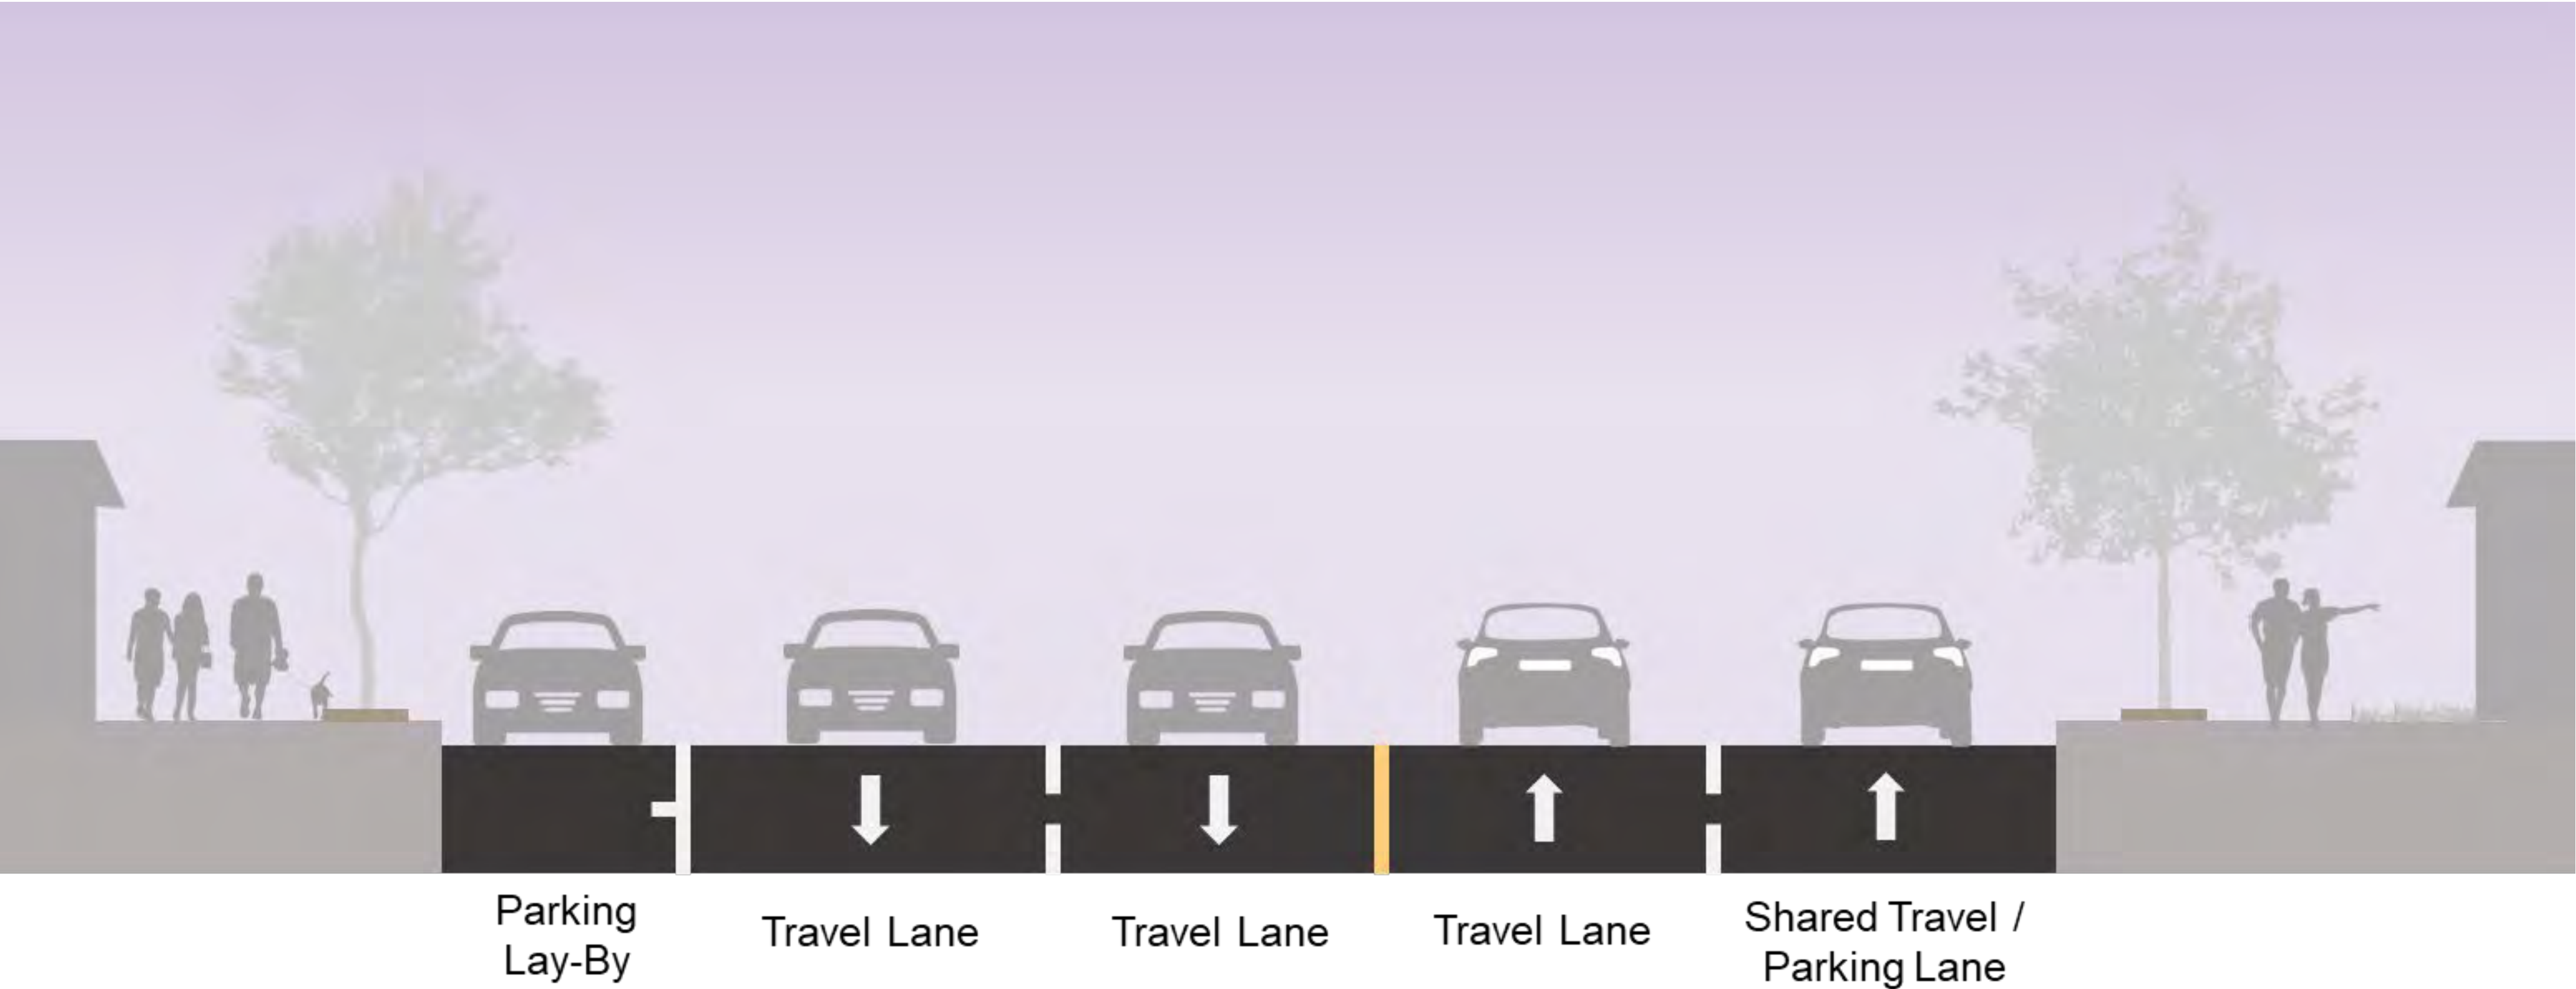 Parking
Lay-By
Travel Lane
Travel Lane
Travel Lane
Shared Travel /
Parking Lane